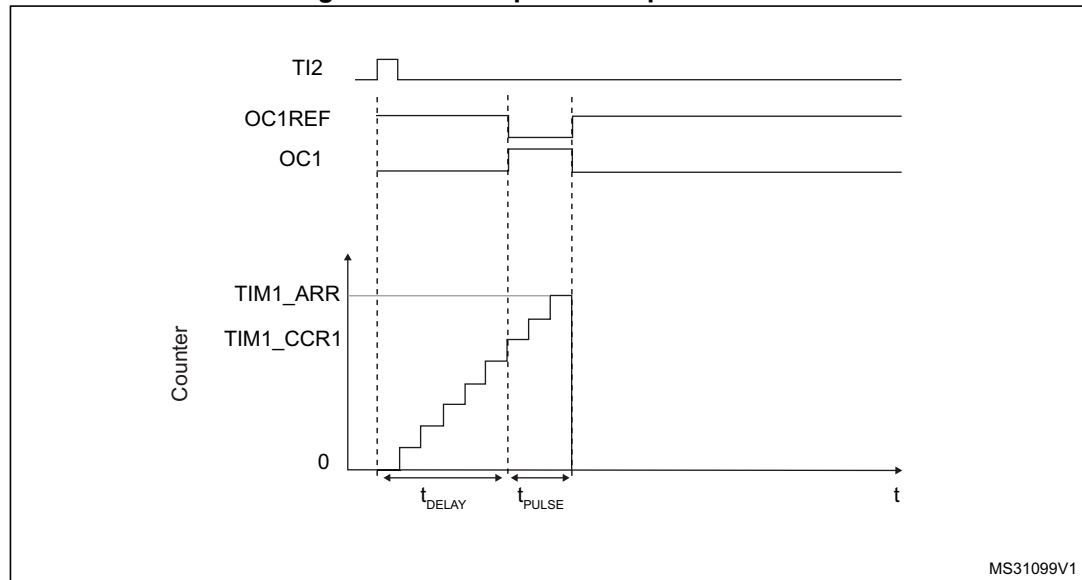 TI2
OC1REF
OC1
TIM1_ARR
TIM1_CCR1
Counter
0
tDELAY
tPULSE
t
MS31099V1